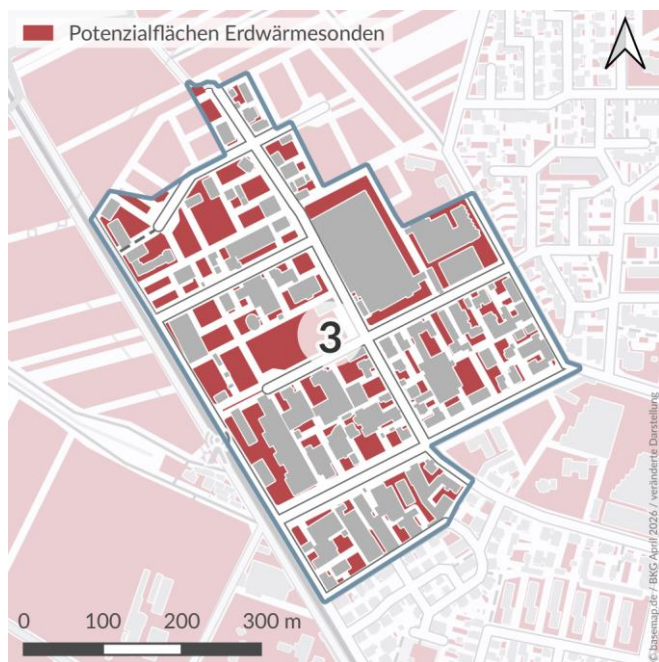 Potenzialflächen Erdwärmesonden
3
0 100 200 300 m
© basemap.de / BKG April 2026 / veränderte Darstellung